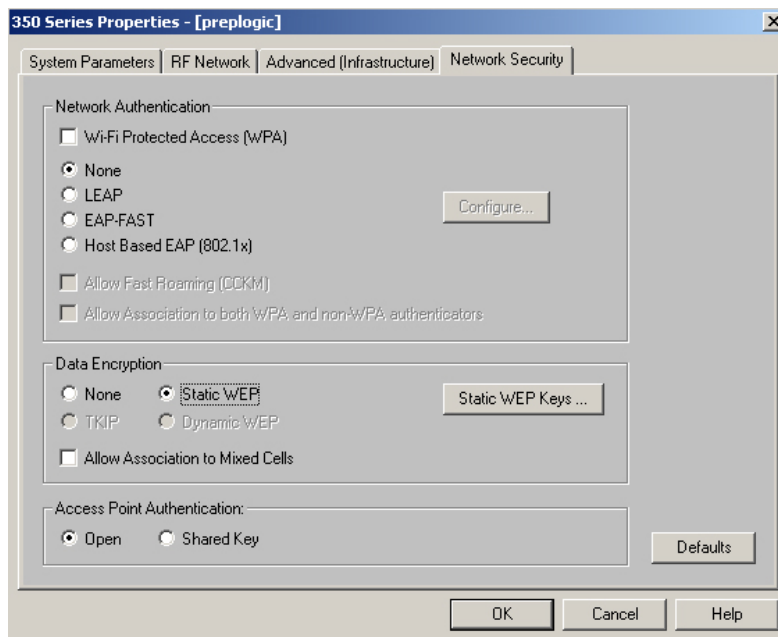 350 Series Properties - [preplogic]
System Parameters RF Network Advanced (Infrastructure) Network Security
Network Authentication
Wi-Fi Protected Access (WPA)
None
LEAP
EAP-FAST
Configure...
Host Based EAP (802.1x)
Allow Fast Roaming (CCKM)
Allow Association to both WPA and non-WPA authenticators
Data Encryption
None Static WEP Static WEP Keys ...
TKIP Dynamic WEP
Allow Association to Mixed Cells
Access Point Authentication:
Open Shared Key
Defaults
OK Cancel Help